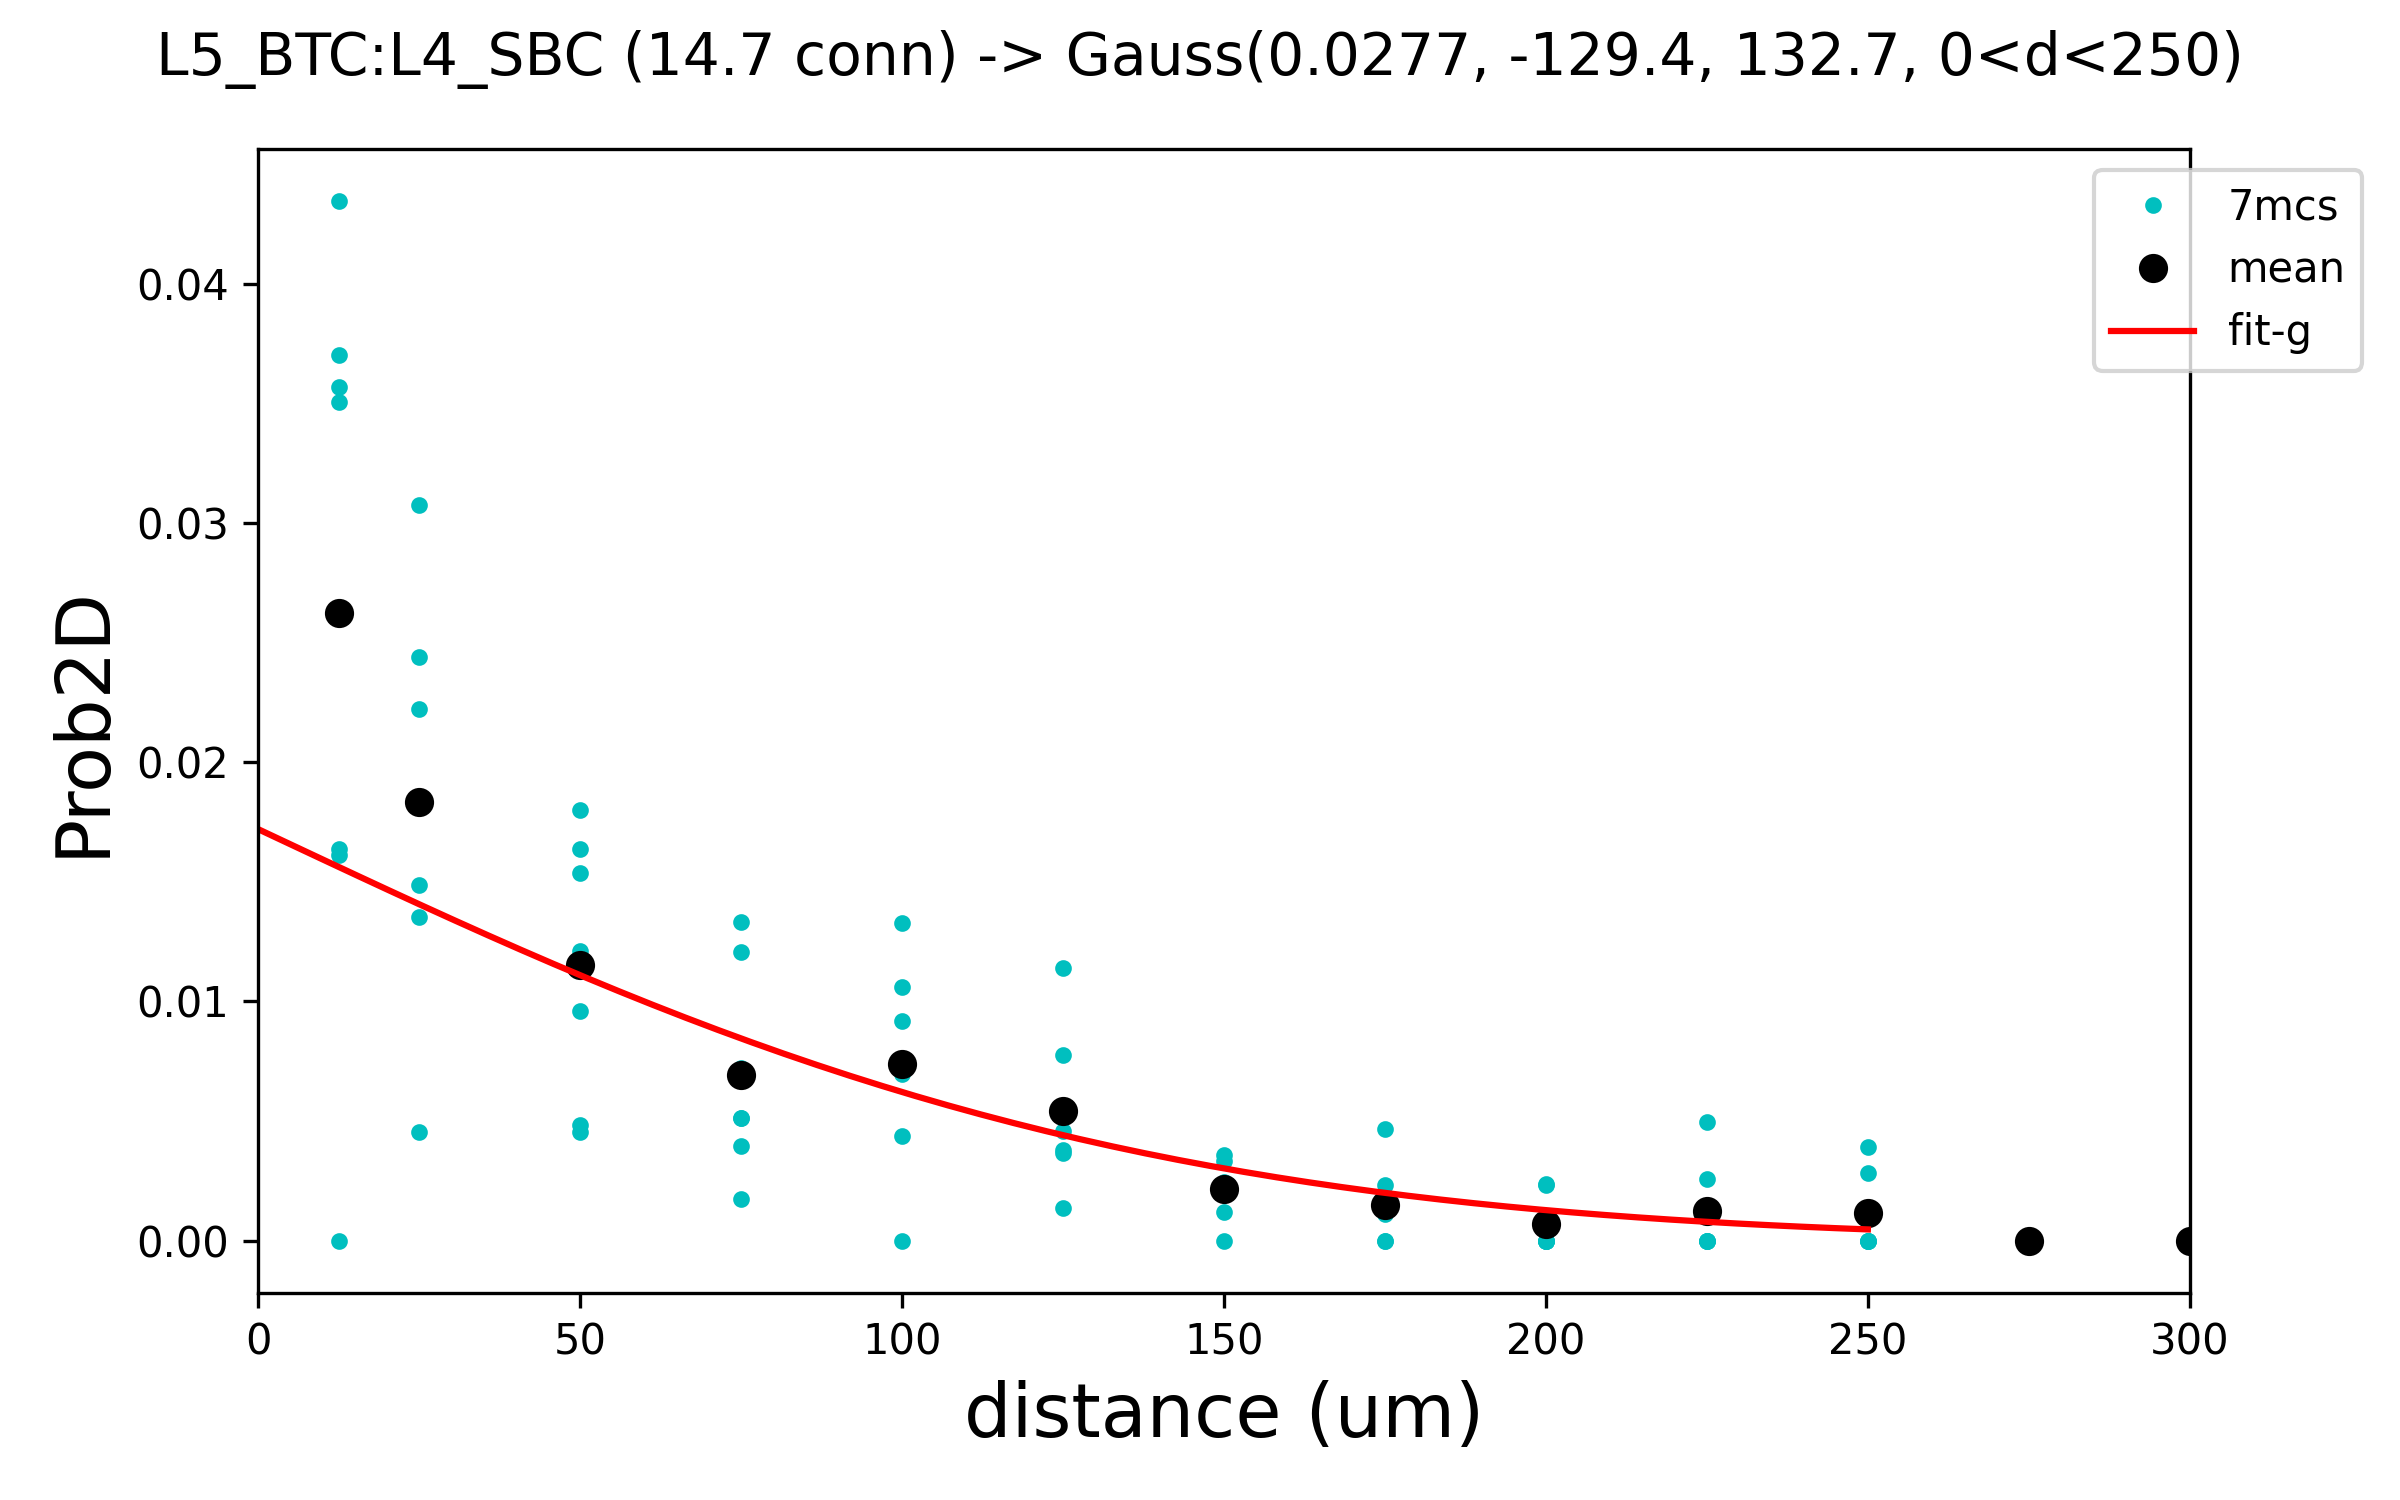 L5_BTC:L4_SBC (14.7 conn) -> Gauss(0.0277, -129.4, 132.7, 0<d<250)
7mcs
mean
fit-g
0.04
0.03
0.02
0.01
0.00
Prob2D
0 50 100 150 200 250 300
distance (um)